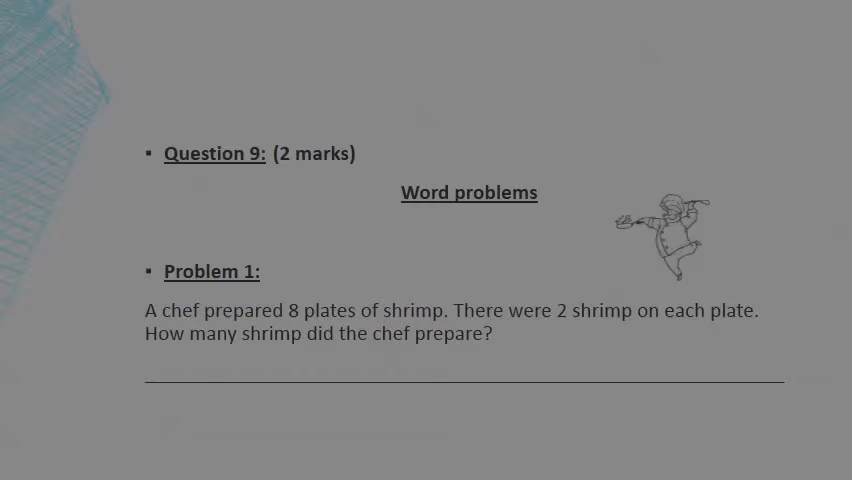 ▪ Question 9: (2 marks)
Word problems
▪ Problem 1:
A chef prepared 8 plates of shrimp. There were 2 shrimp on each plate.
How many shrimp did the chef prepare?